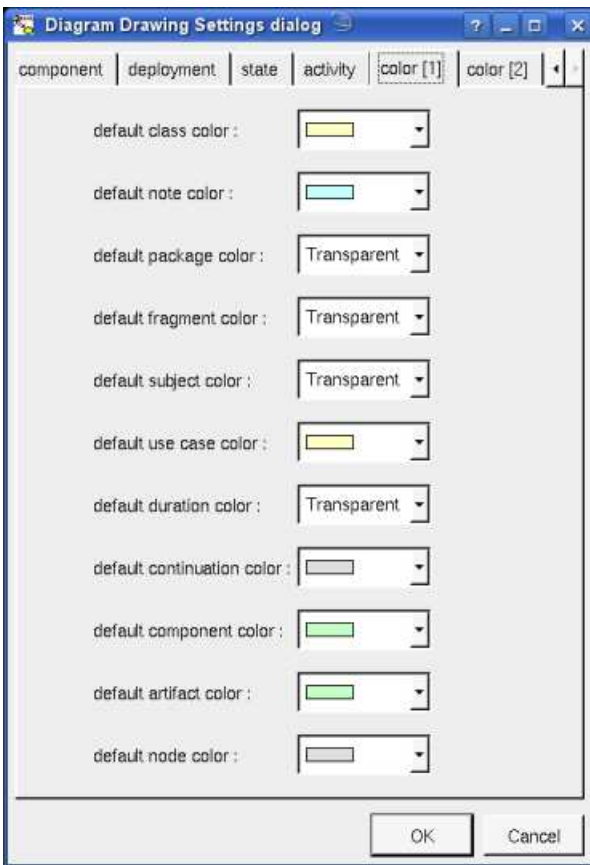 Diagram Drawing Settings dialog
component deployment state activity color [1] color [2]
default class color :
default note color :
default package color : Transparent
default fragment color : Transparent
default subject color : Transparent
default use case color :
default duration color : Transparent
default continuation color :
default component color :
default artifact color :
default node color :
OK Cancel